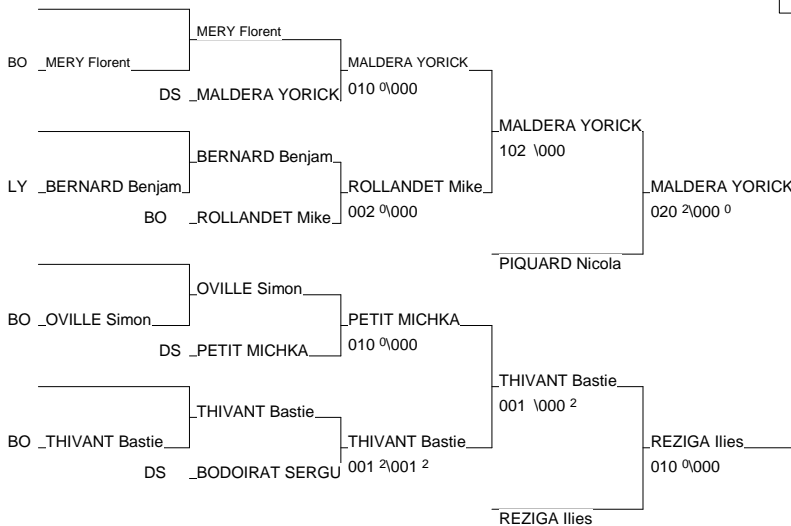 MERY Florent
BO MERY Florent MALDERA YORICK
DS MALDERA YORICK 010 0\000
MALDERA YORICK
102 \000
BERNARD Benjam
LY BERNARD Benjam ROLLANDET Mike MALDERA YORICK
BO ROLLANDET Mike 002 0\000 020 2\000 0
PIQUARD Nicola
OVILLE Simon
BO OVILLE Simon PETIT MICHKA
DS PETIT MICHKA 010 0\000
THIVANT Bastie
001 \000 2
THIVANT Bastie
BO THIVANT Bastie THIVANT Bastie REZIGA Ilies
DS BODOIRAT SERGU 001 2\001 2 010 0\000
REZIGA Ilies